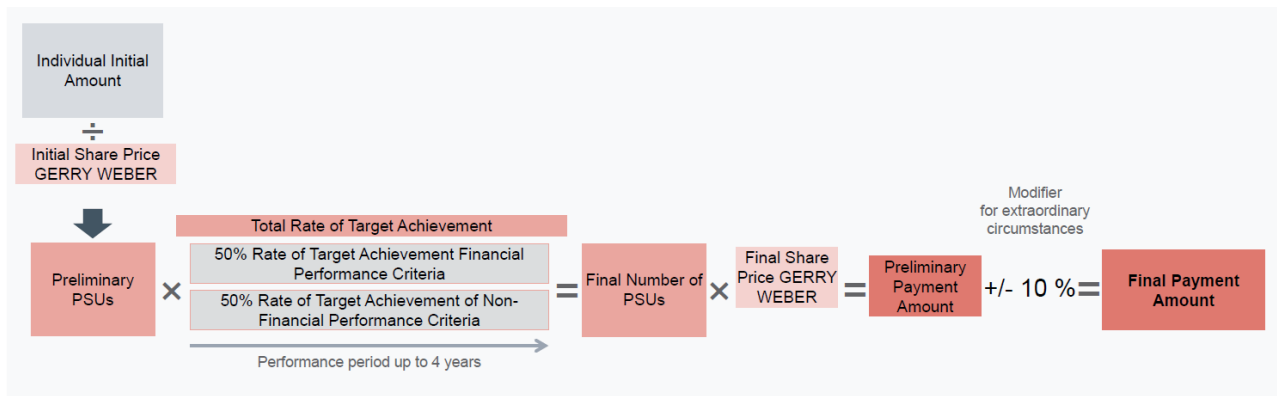 Individual Initial
Amount
÷
Initial Share Price
GERRY WEBER
Preliminary
PSUs
×
Total Rate of Target Achievement
50% Rate of Target Achievement Financial
Performance Criteria
50% Rate of Target Achievement of Non-
Financial Performance Criteria
Performance period up to 4 years
=
Final Number of
PSUs
×
Final Share
Price GERRY
WEBER
=
Preliminary
Payment
Amount
Modifier
for extraordinary
circumstances
+/- 10 %
=
Final Payment
Amount